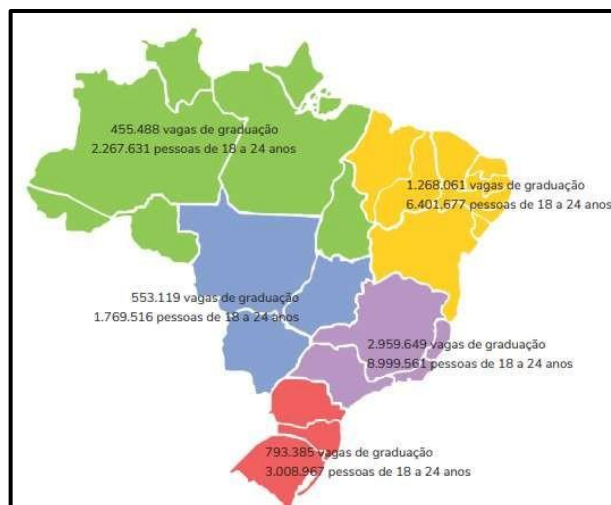 455.488 vagas de graduação
2.267.631 pessoas de 18 a 24 anos
1.268.061 vagas de graduação
6.401.677 pessoas de 18 a 24 anos
553.119 vagas de graduação
1.769.516 pessoas de 18 a 24 anos
2.959.649 vagas de graduação
8.999.561 pessoas de 18 a 24 anos
793.385 vagas de graduação
3.008.967 pessoas de 18 a 24 anos